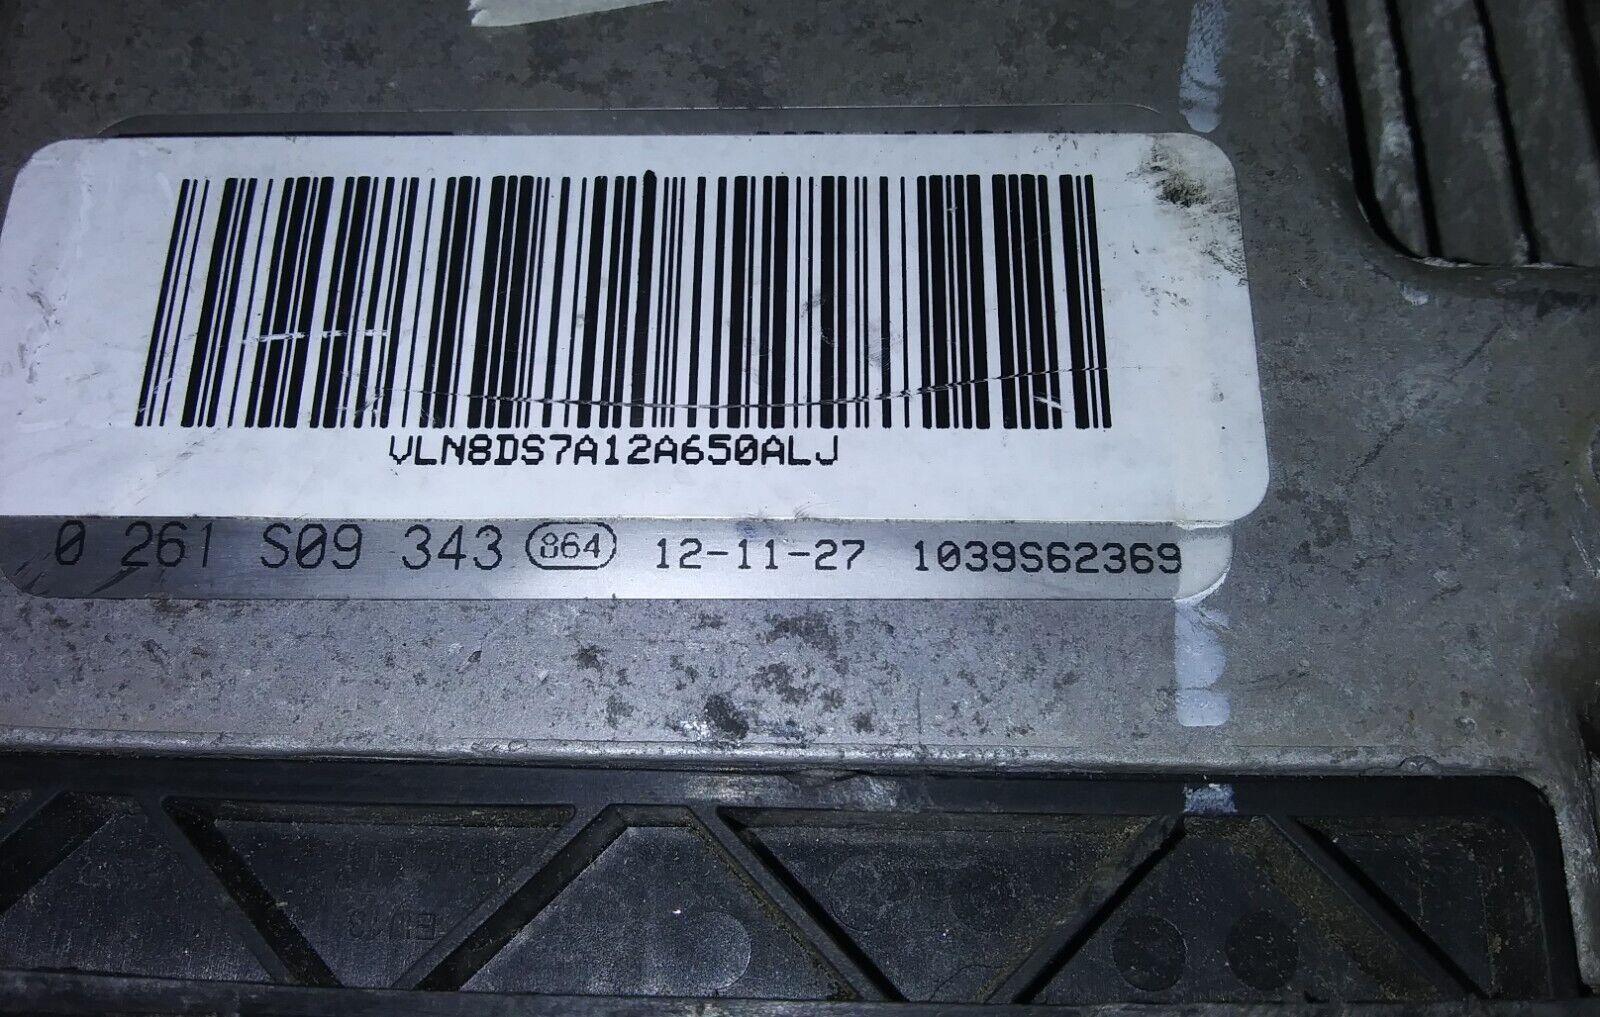 VLN8DS7A12A650ALJ
0 261 S09 343 864 12-11-27 1039S62369